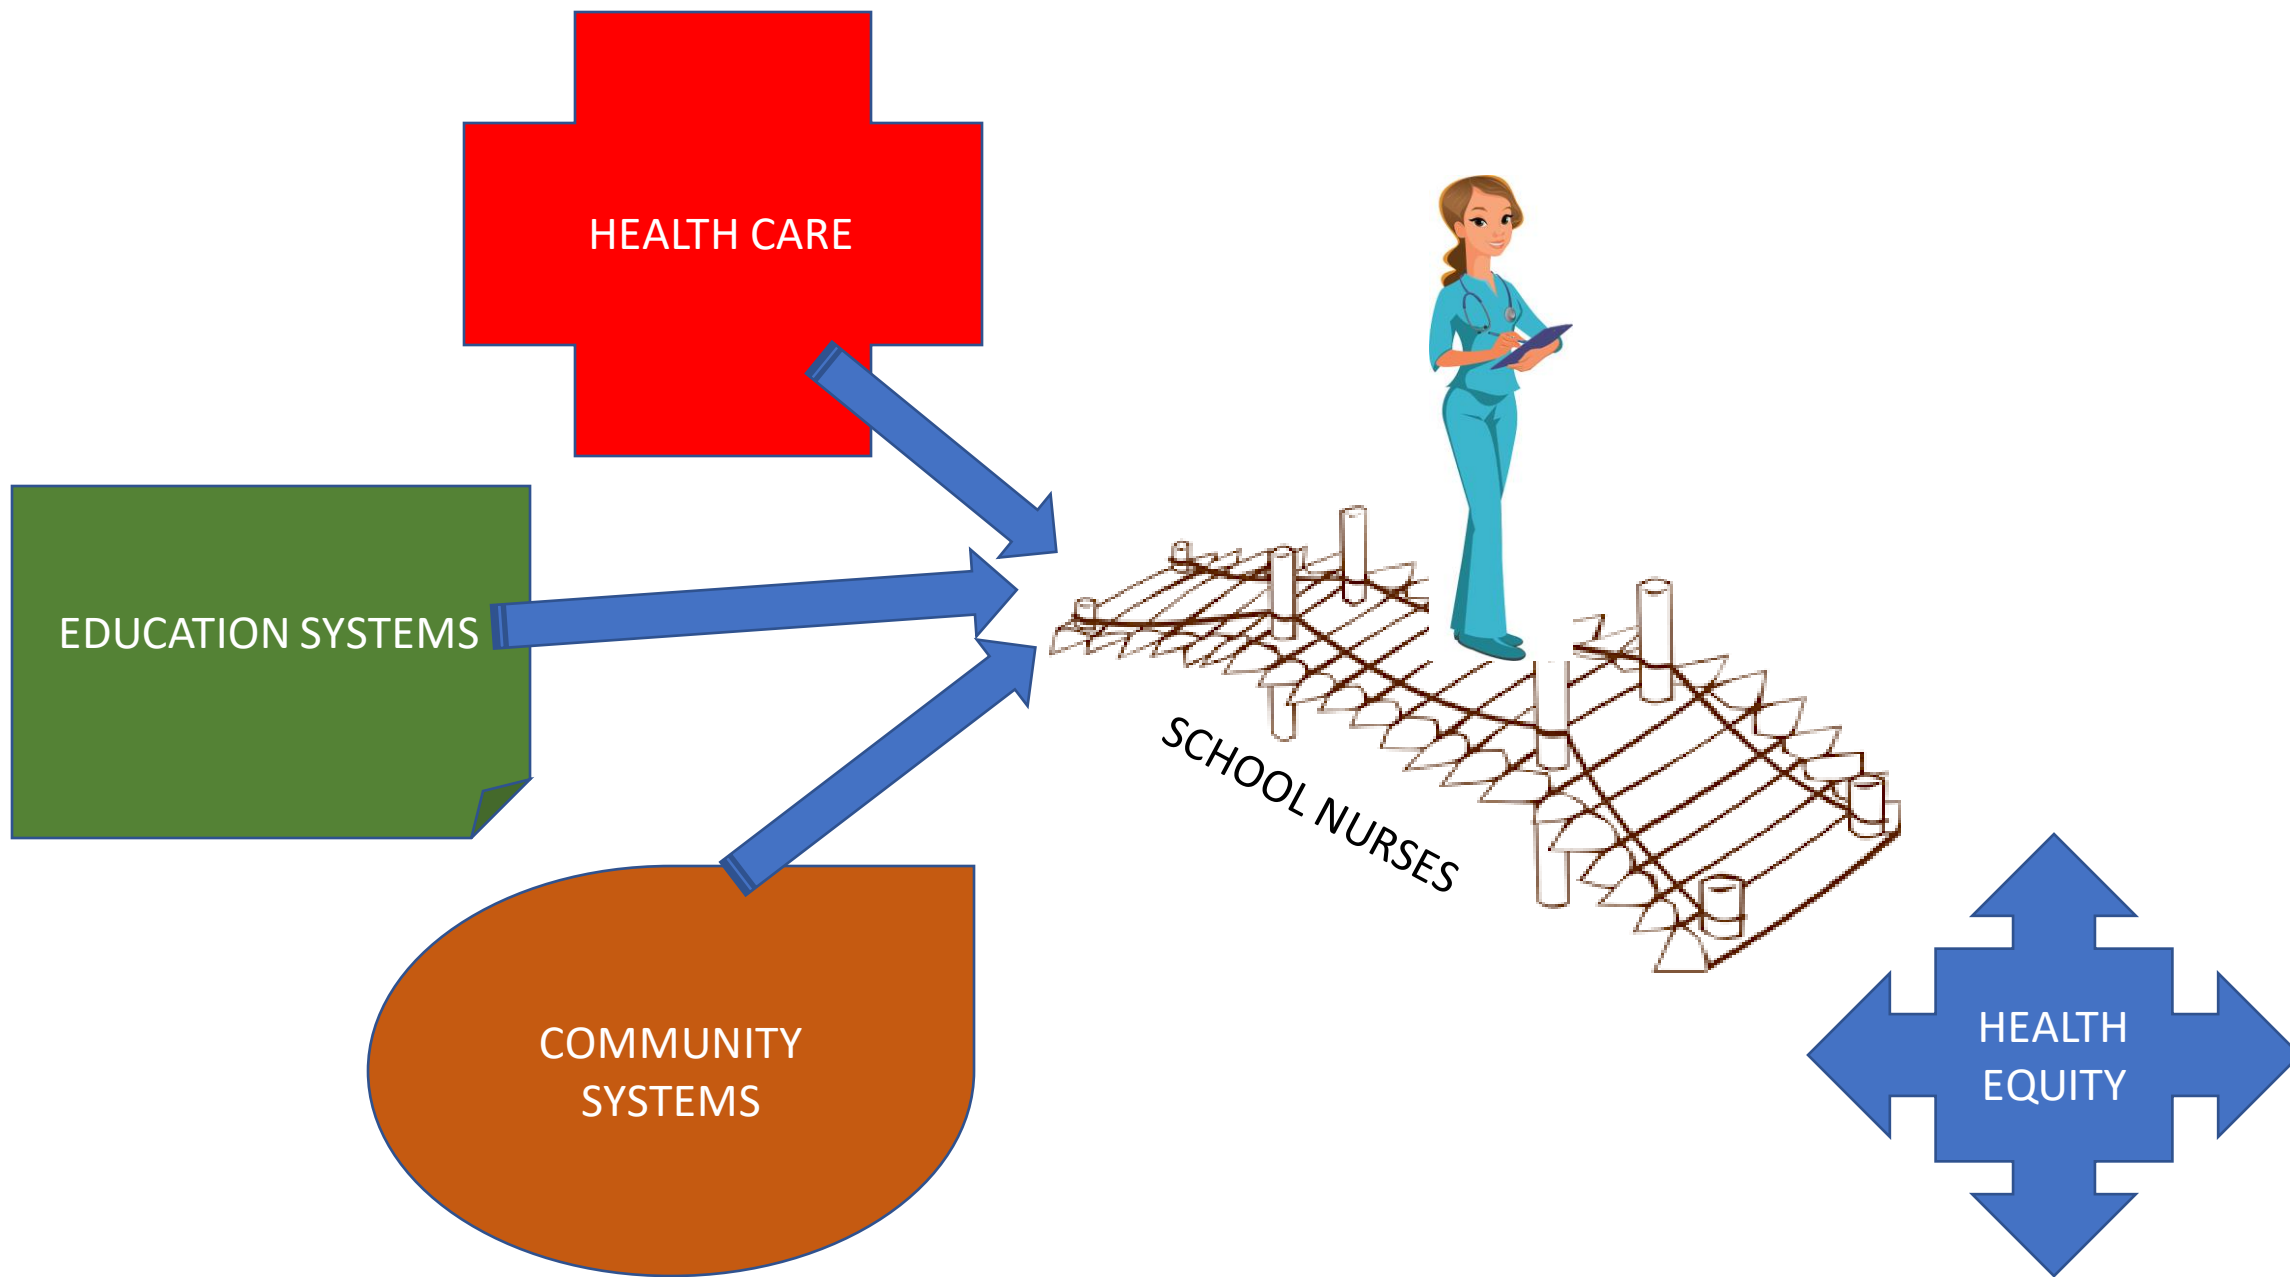 HEALTH CARE
EDUCATION SYSTEMS
SCHOOL NURSES
COMMUNITY
SYSTEMS
HEALTH
EQUITY